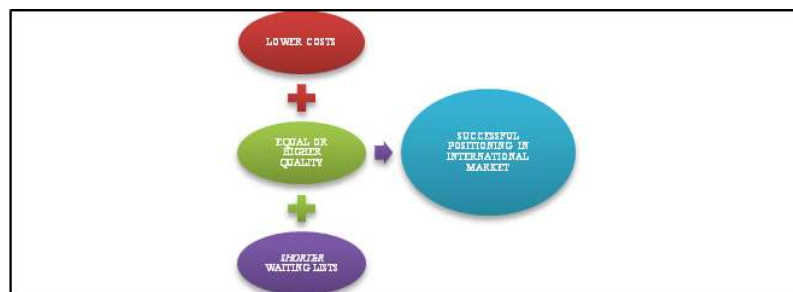 LOWER COSTS
EQUAL OR
HIGHER
QUALITY
SHORTER
WAITING LISTS
SUCCESSFUL
POSITIONING IN
INTERNATIONAL
MARKET